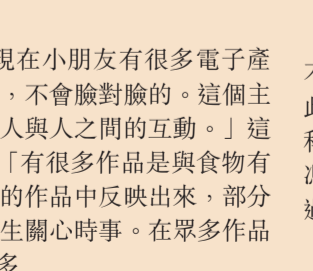 現在小朋友有很多電子產
，不會臉對臉的。這個主
人與人之間的互動。」這
「有很多作品是與食物有
的作品中反映出來，部分
生關心時事。在眾多作品
多